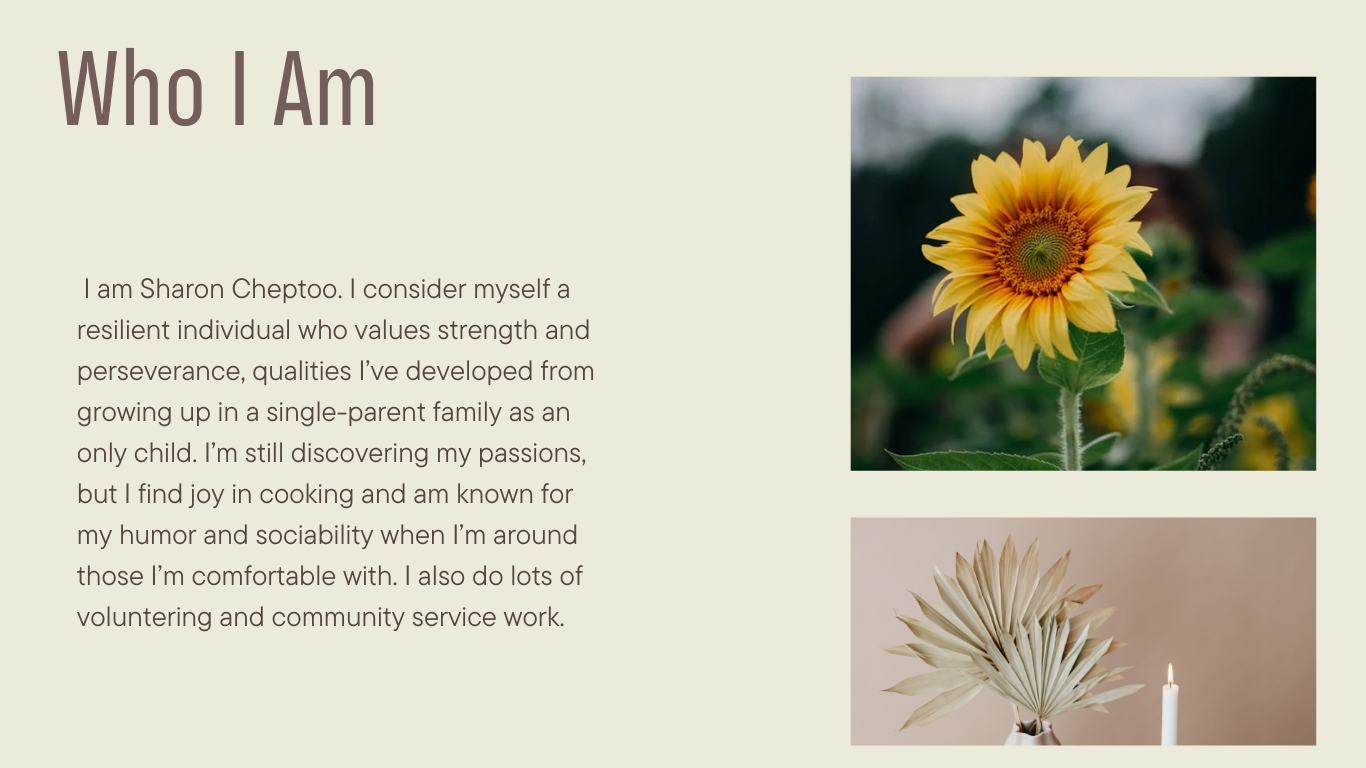 Who I Am
I am Sharon Cheptoo. I consider myself a
resilient individual who values strength and
perseverance, qualities I’ve developed from
growing up in a single-parent family as an
only child. I’m still discovering my passions,
but I find joy in cooking and am known for
my humor and sociability when I’m around
those I’m comfortable with. I also do lots of
voluntering and community service work.